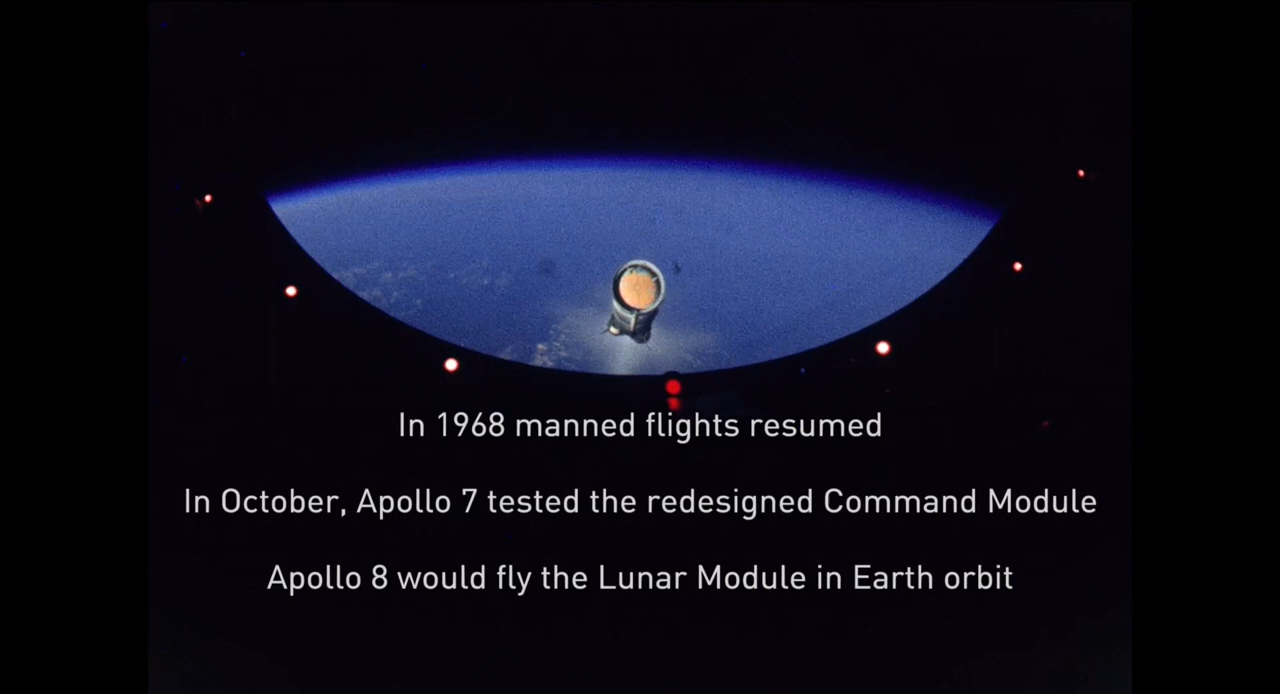 In 1968 manned flights resumed
In October, Apollo 7 tested the redesigned Command Module
Apollo 8 would fly the Lunar Module in Earth orbit